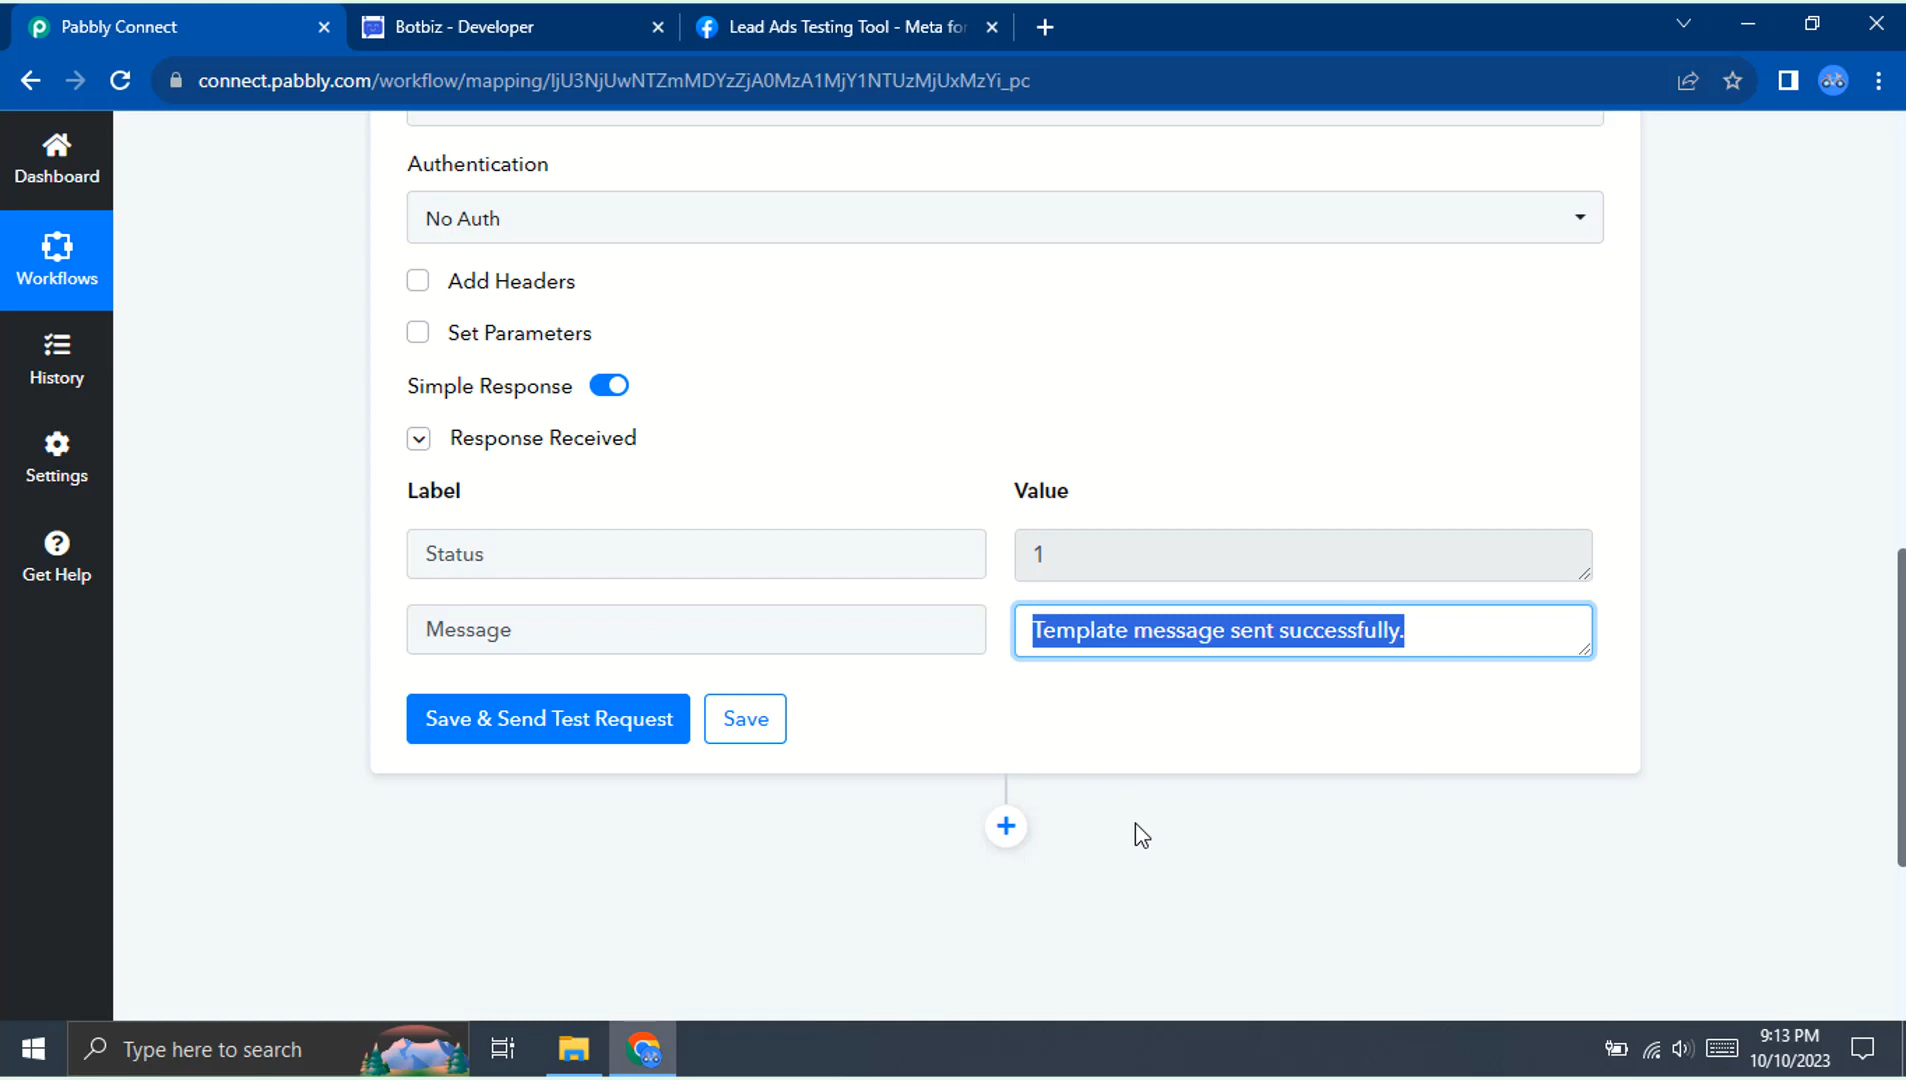 Pabbly Connect
Botbiz - Developer
Lead Ads Testing Tool - Meta for
connect.pabbly.com/workflow/mapping/IjU3NjUwNTZmMDYzZjA0MzA1MjY1NTUzMjUxMzYi_pc
Dashboard
Workflows
History
Settings
Get Help
Authentication
No Auth
Add Headers
Set Parameters
Simple Response
Response Received
Label Value
Status 1
Message Template message sent successfully.
Save & Send Test Request Save
Type here to search
9:13 PM
10/10/2023